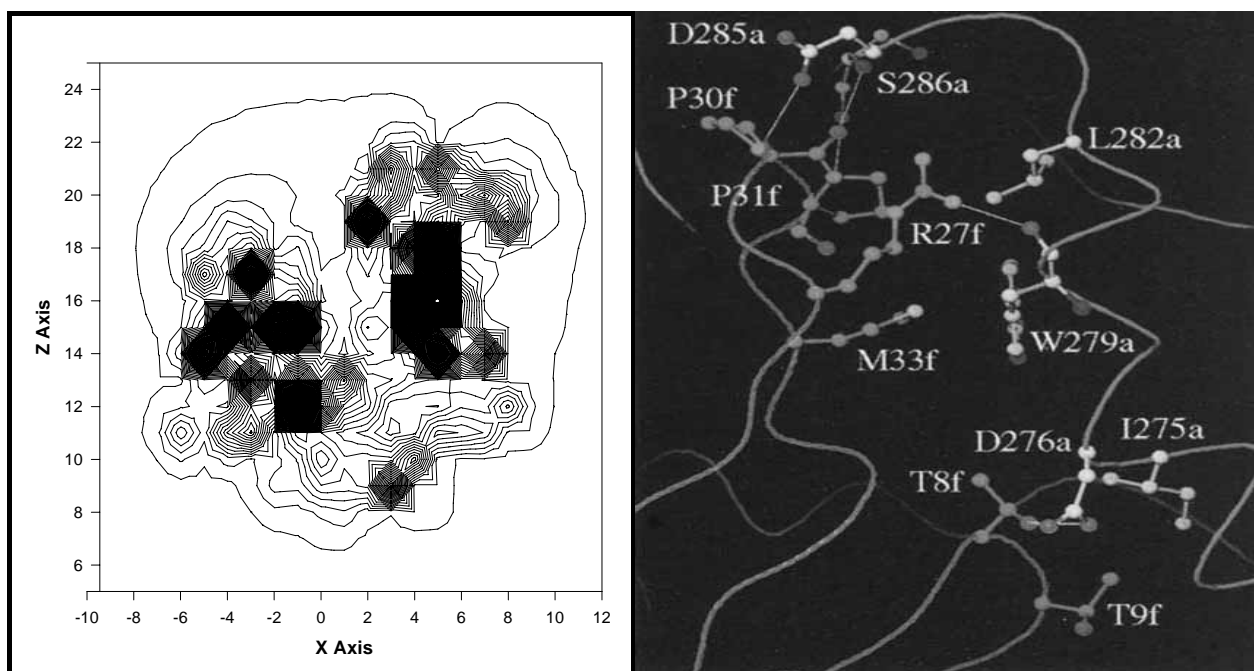 24
22
20
18
16
14
12
10
8
6
Z Axis
-10 -8 -6 -4 -2 0 2 4 6 8 10 12
X Axis
D285a
S286a
P30f
L282a
P31f
R27f
W279a
M33f
D276a I275a
T8f
T9f